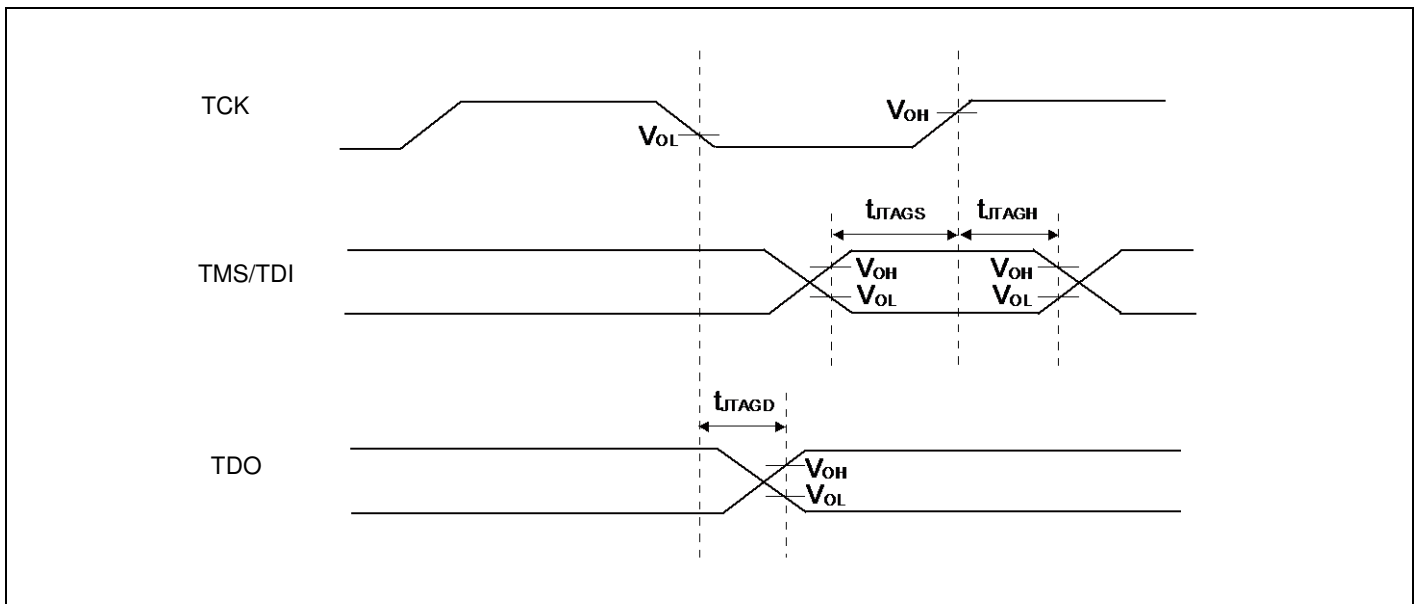 TCK
VOH
VOL
tJTAGS tJTAGH
TMS/TDI
VOH VOH
VOL VOL
tJTAGD
TDO
VOH
VOL